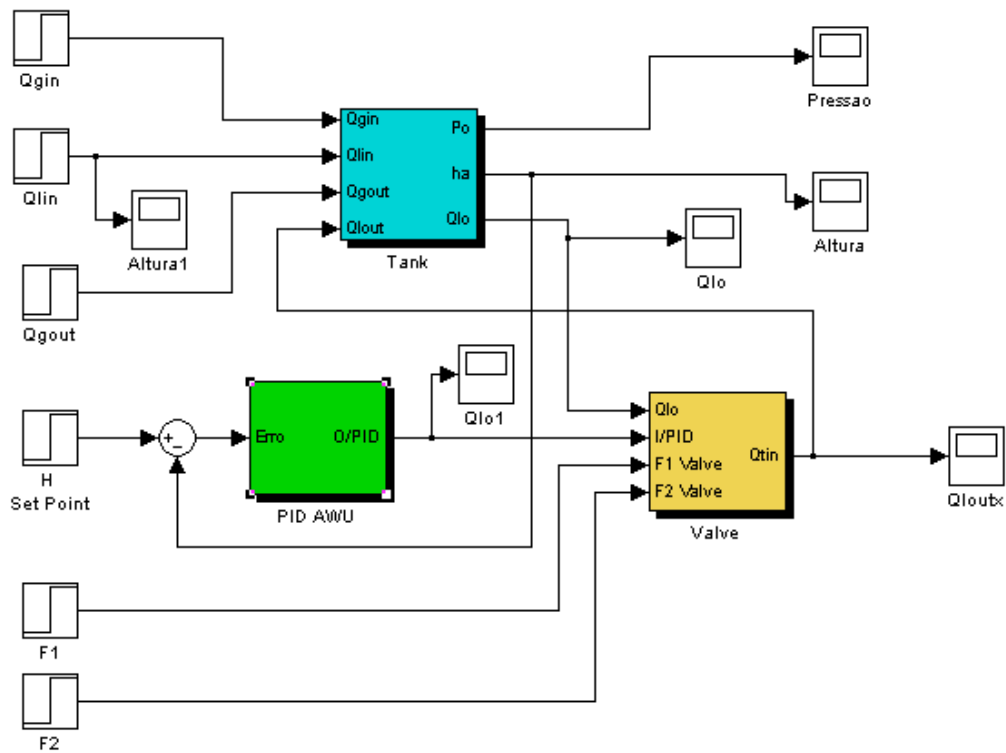 Qgin
Qlin
Altura1
Qgout
Qgin
Qlin
Qgout
Qlout
Po
ha
Qlo
Tank
Pressao
Altura
Qlo
H
Set Point
+
−
Erro
O/PID
PID AWU
Qlo1
Qlo
I/PID
F1 Valve
F2 Valve
Qtin
Valve
Qloutx
F1
F2